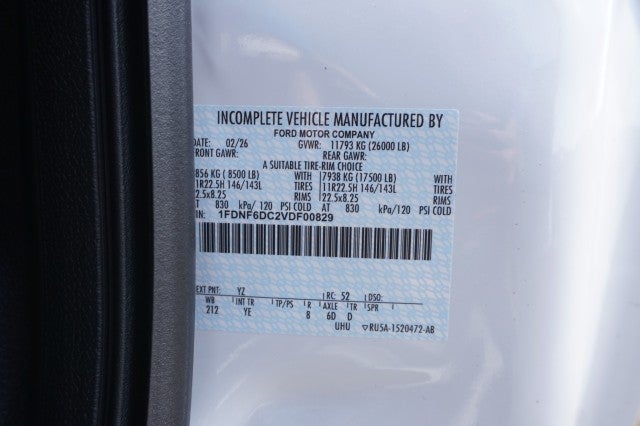 INCOMPLETE VEHICLE MANUFACTURED BY
FORD MOTOR COMPANY
DATE: 02/26 GVWR: 11793 KG (26000 LB)
FRONT GAWR: REAR GAWR:
A SUITABLE TIRE-RIM CHOICE
856 KG ( 8500 LB) WITH 7938 KG (17500 LB) WITH
11R22.5H 146/143L TIRES 11R22.5H 146/143L TIRES
22.5x8.25 RIMS 22.5x8.25 RIMS
AT 830 kPa/ 120 PSI COLD AT 830 kPa/120 PSI COLD
IN: 1FDNF6DC2VDF00829
EXT PNT: YZ RC: 52 DSO:
WB INT TR TP/PS R AXLE TR SPR
212 YE 8 6D D
UHU RU5A-1520472-AB